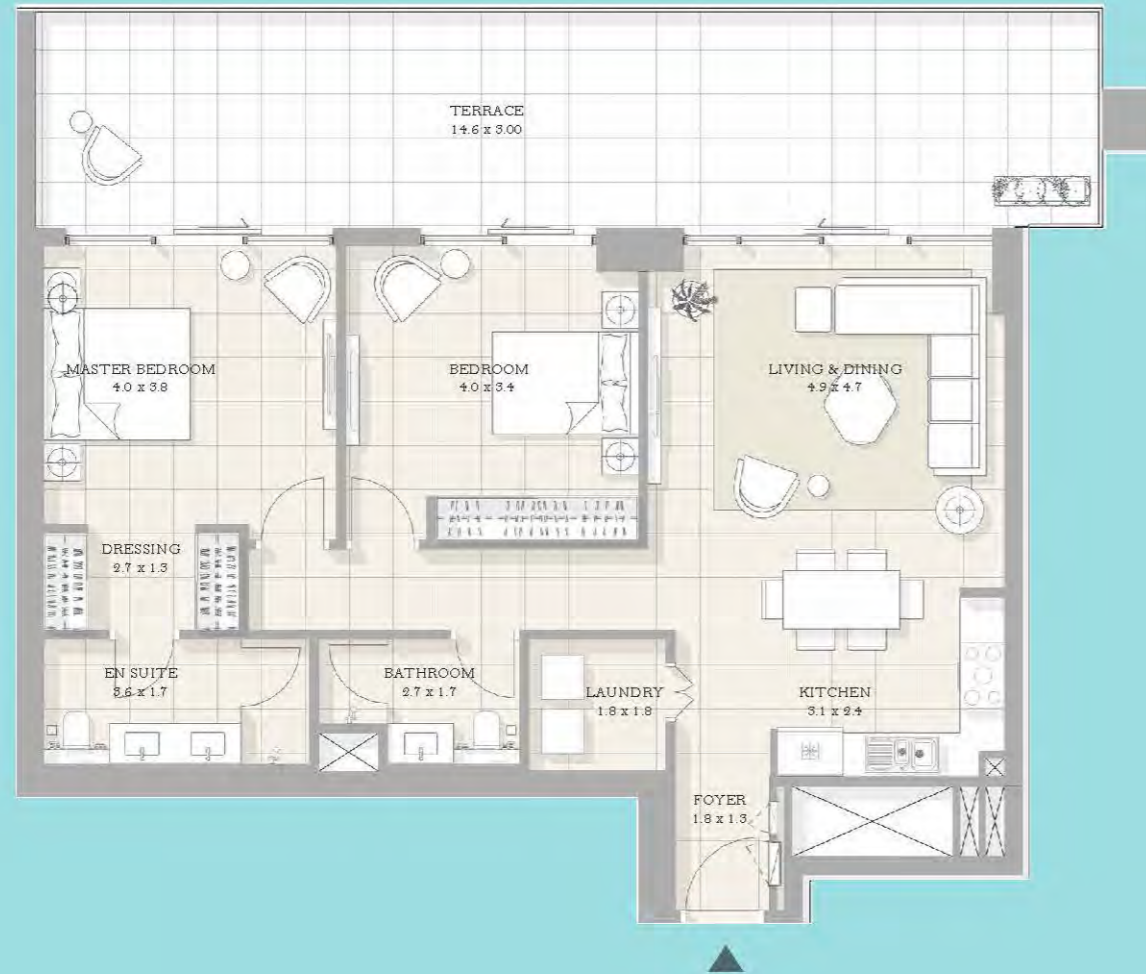 TERRACE
14.6 x 3.00
MASTER BEDROOM
4.0 x 3.8
BEDROOM
4.0 x 3.4
LIVING & DINING
4.9 x 4.7
DRESSING
2.7 x 1.3
EN SUITE
3.6 x 1.7
BATHROOM
2.7 x 1.7
LAUNDRY
1.8 x 1.8
KITCHEN
3.1 x 2.4
FOYER
1.8 x 1.3